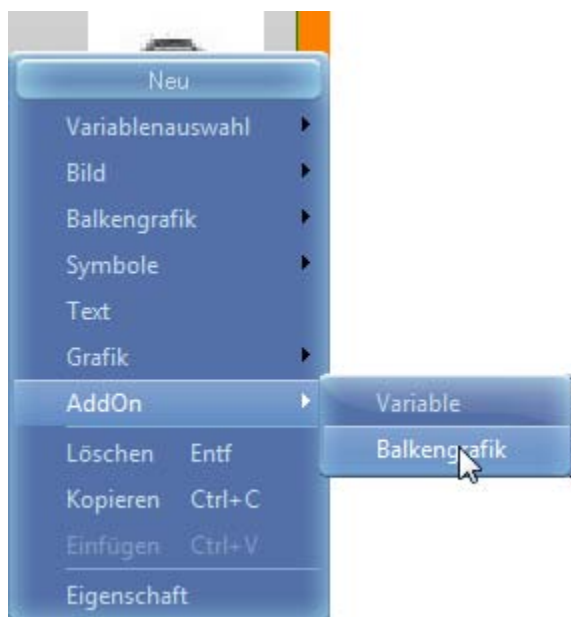 Neu
Variablenauswahl
Bild
Balkengrafik
Symbole
Text
Grafik
AddOn
Variable
Balkengrafik
Löschen Entf
Kopieren Ctrl+C
Einfügen Ctrl+V
Eigenschaft